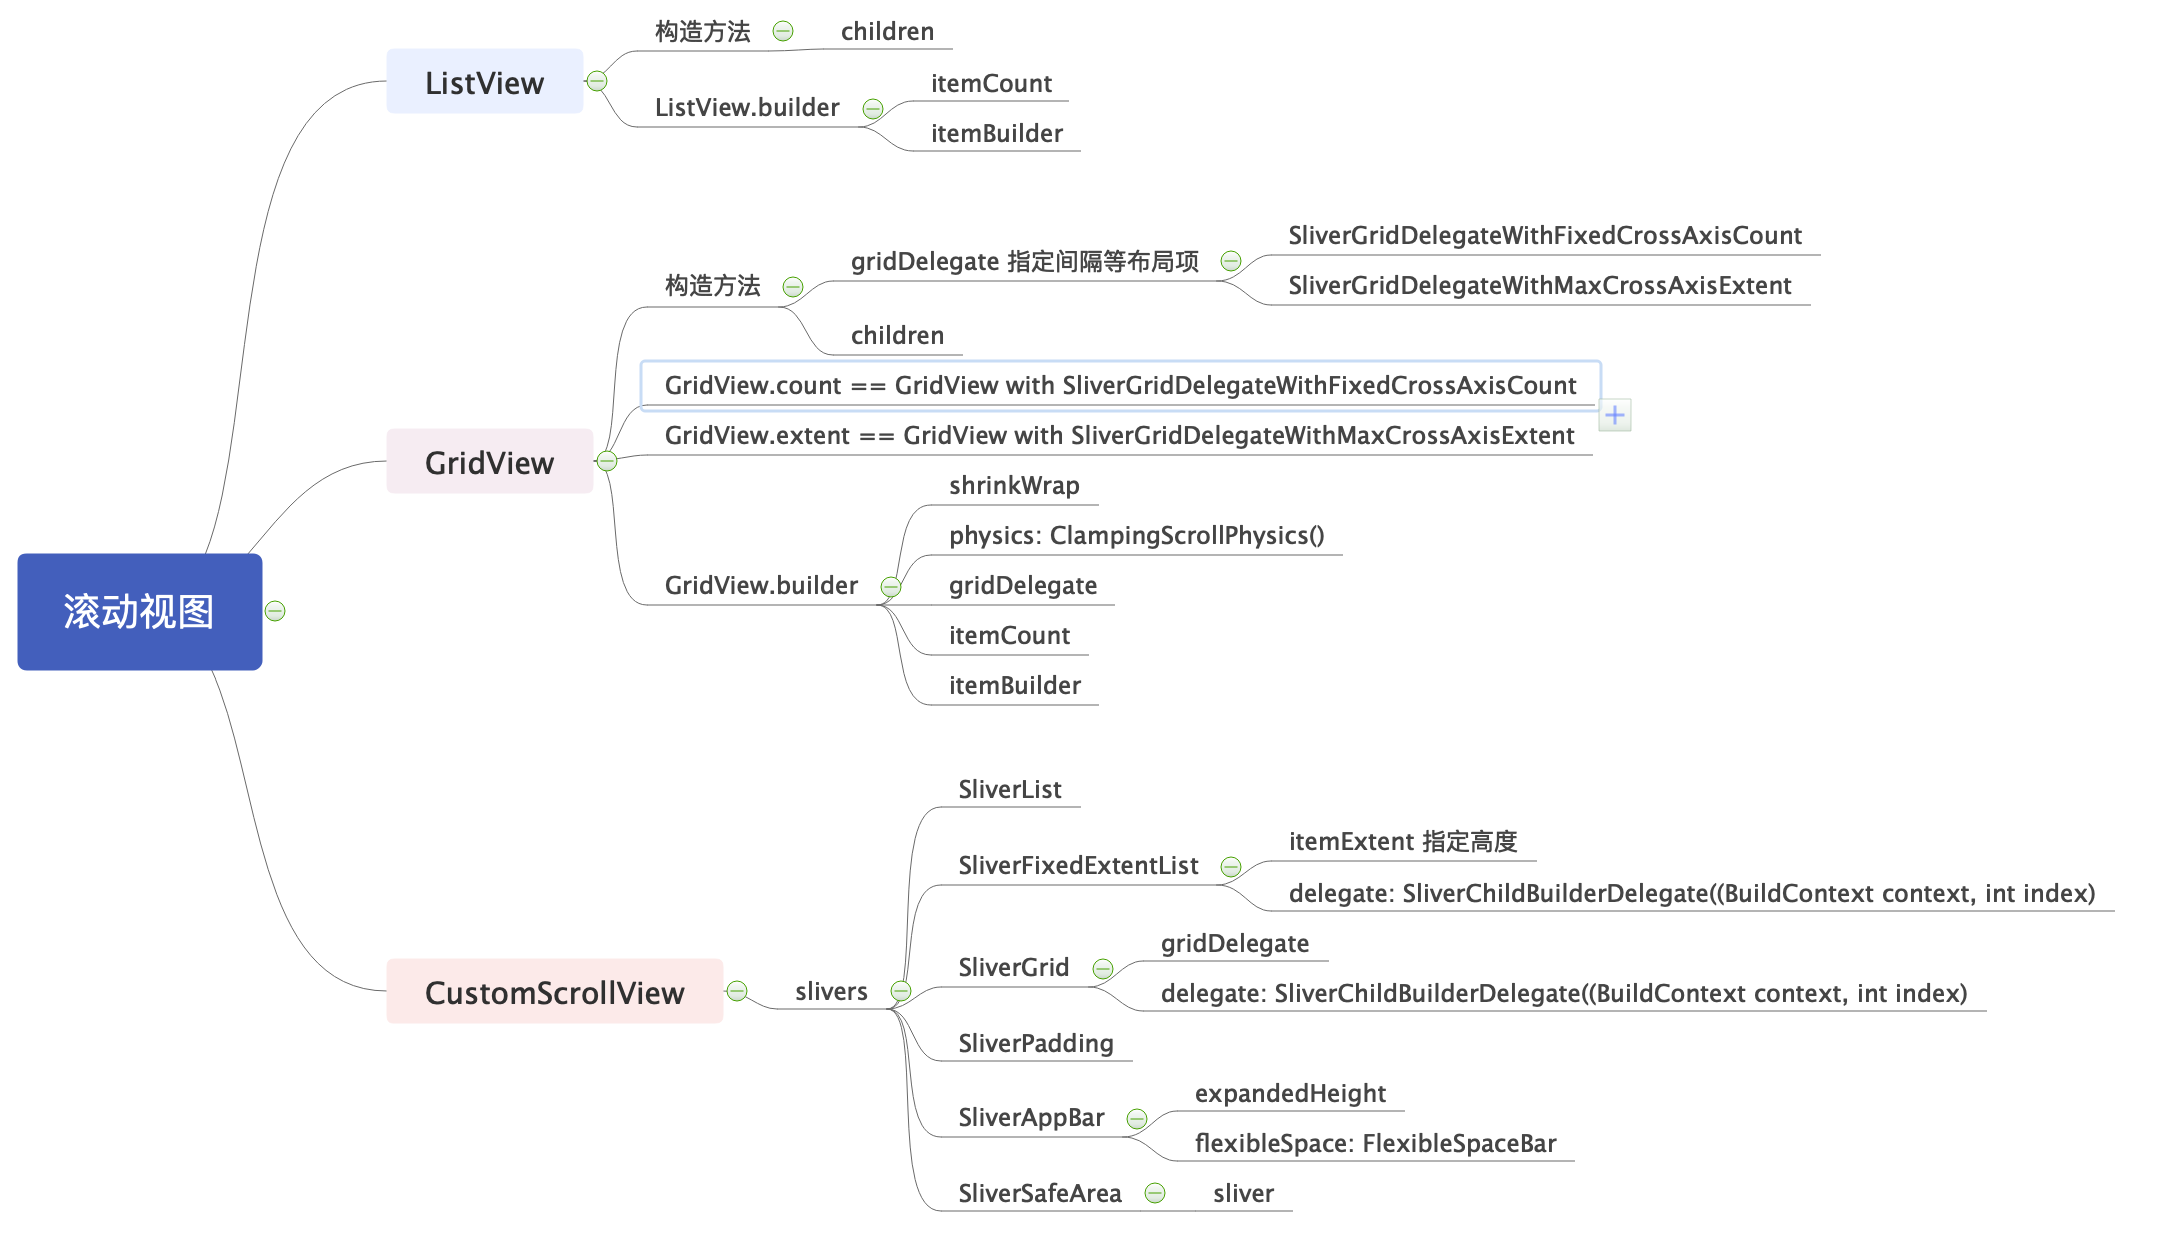 滚动视图
ListView
构造方法
children
ListView.builder
itemCount
itemBuilder
GridView
构造方法
gridDelegate 指定间隔等布局项
SliverGridDelegateWithFixedCrossAxisCount
SliverGridDelegateWithMaxCrossAxisExtent
children
GridView.count == GridView with SliverGridDelegateWithFixedCrossAxisCount
GridView.extent == GridView with SliverGridDelegateWithMaxCrossAxisExtent
GridView.builder
shrinkWrap
physics: ClampingScrollPhysics()
gridDelegate
itemCount
itemBuilder
CustomScrollView
slivers
SliverList
SliverFixedExtentList
itemExtent 指定高度
delegate: SliverChildBuilderDelegate((BuildContext context, int index)
SliverGrid
gridDelegate
delegate: SliverChildBuilderDelegate((BuildContext context, int index)
SliverPadding
SliverAppBar
expandedHeight
flexibleSpace: FlexibleSpaceBar
SliverSafeArea
sliver